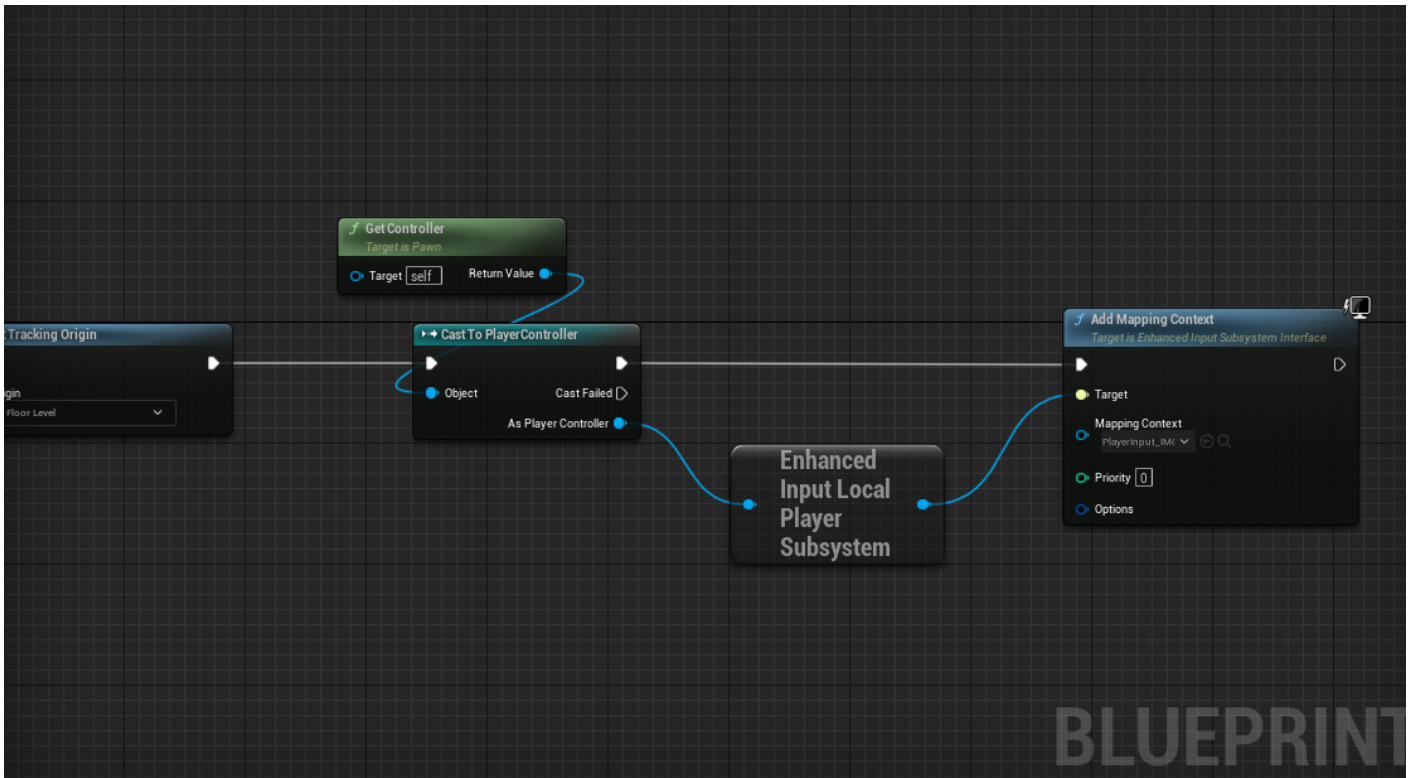 Get Controller
Target is Pawn
Target self Return Value
Tracking Origin
Floor Level
Cast To PlayerController
Object Cast Failed
As Player Controller
Enhanced
Input Local
Player
Subsystem
Add Mapping Context
Target is Enhanced Input Subsystem Interface
Target
Mapping Context
PlayerInput_IM
Priority 0
Options
BLUEPRINT